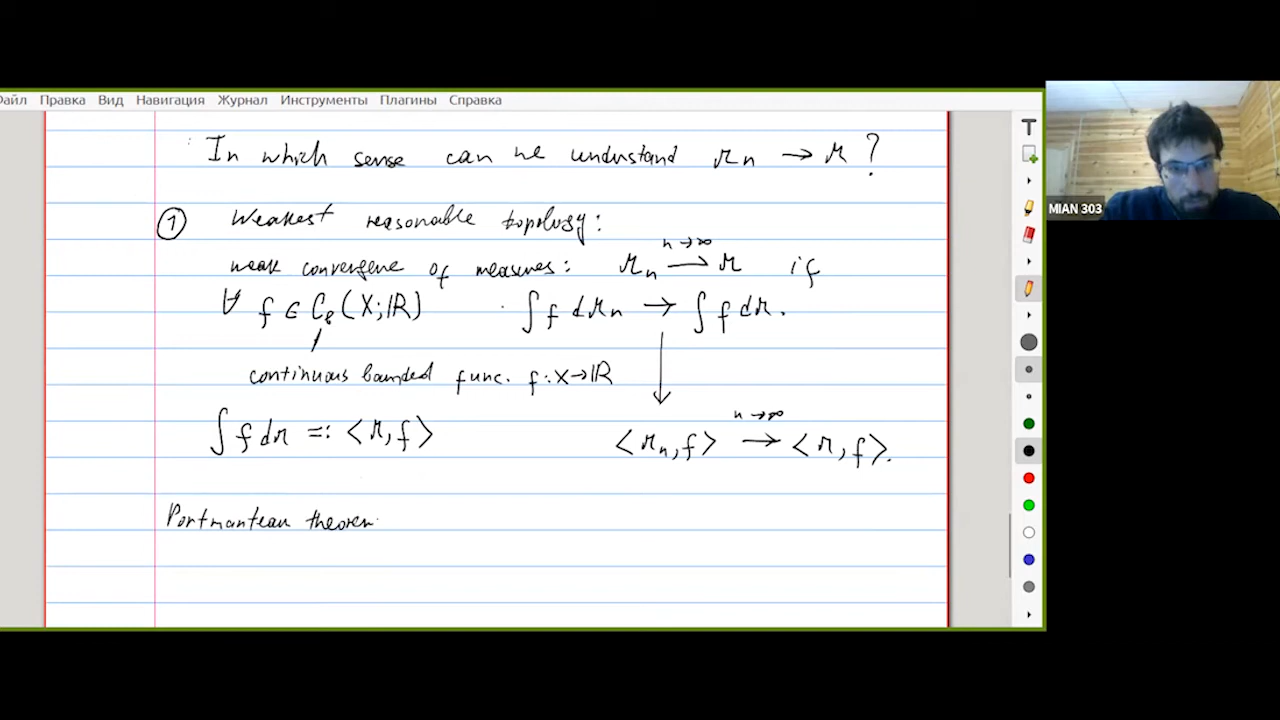 Файл Правка Вид Навигация Журнал Инструменты Плагины Справка
In which sense can we understand μn → μ ?
① Weakest reasonable topology:
weak convergene of measures: μn →^{n→∞} μ if
∀ f ∈ Cb(X; ℝ) ∫ f dμn → ∫ f dμ.
continuous bounded func. f: X→ℝ
∫ f dμ =: ⟨μ, f⟩ ⟨μn, f⟩ →^{n→∞} ⟨μ, f⟩.
Portmanteau theorem
MIAN 303